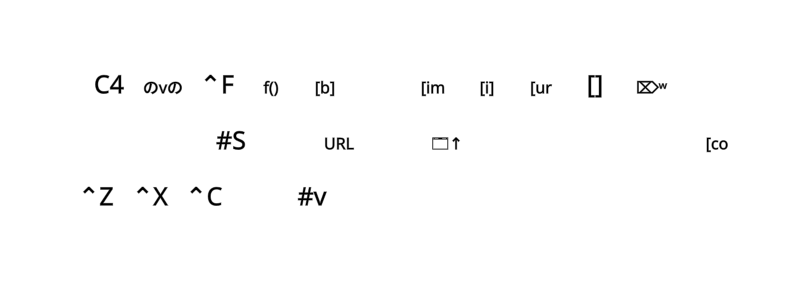 C4 のvの ^F f() [b] [im [i] [ur [] ⌦ʷ
#S URL 🗔↑ [co
^Z ^X ^C #v